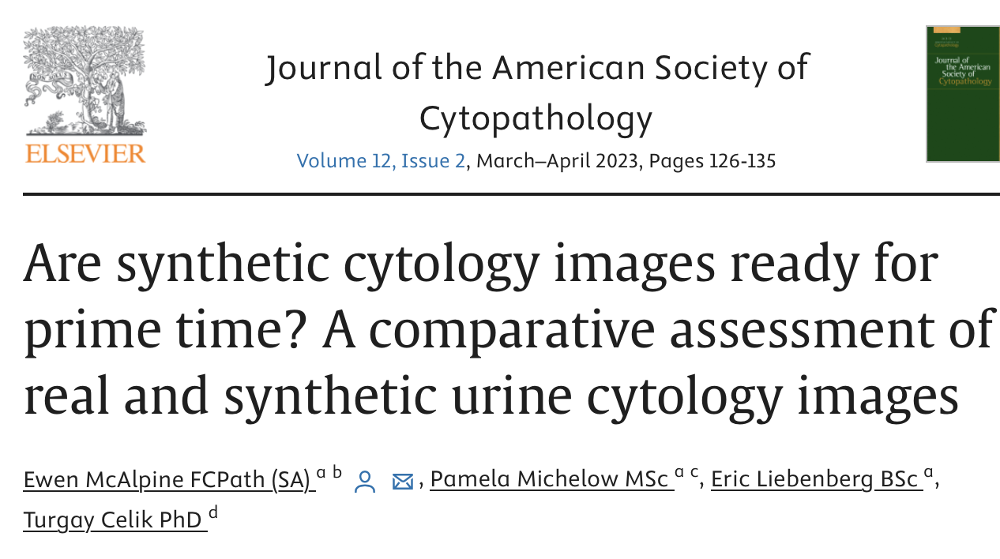 Journal of the American Society of
Cytopathology
Volume 12, Issue 2, March–April 2023, Pages 126-135
ELSEVIER
Journal of
the American
Society of
Cytopathology
Are synthetic cytology images ready for
prime time? A comparative assessment of
real and synthetic urine cytology images
Ewen McAlpine FCPath (SA) a b , Pamela Michelow MSc a c, Eric Liebenberg BSc a,
Turgay Celik PhD d